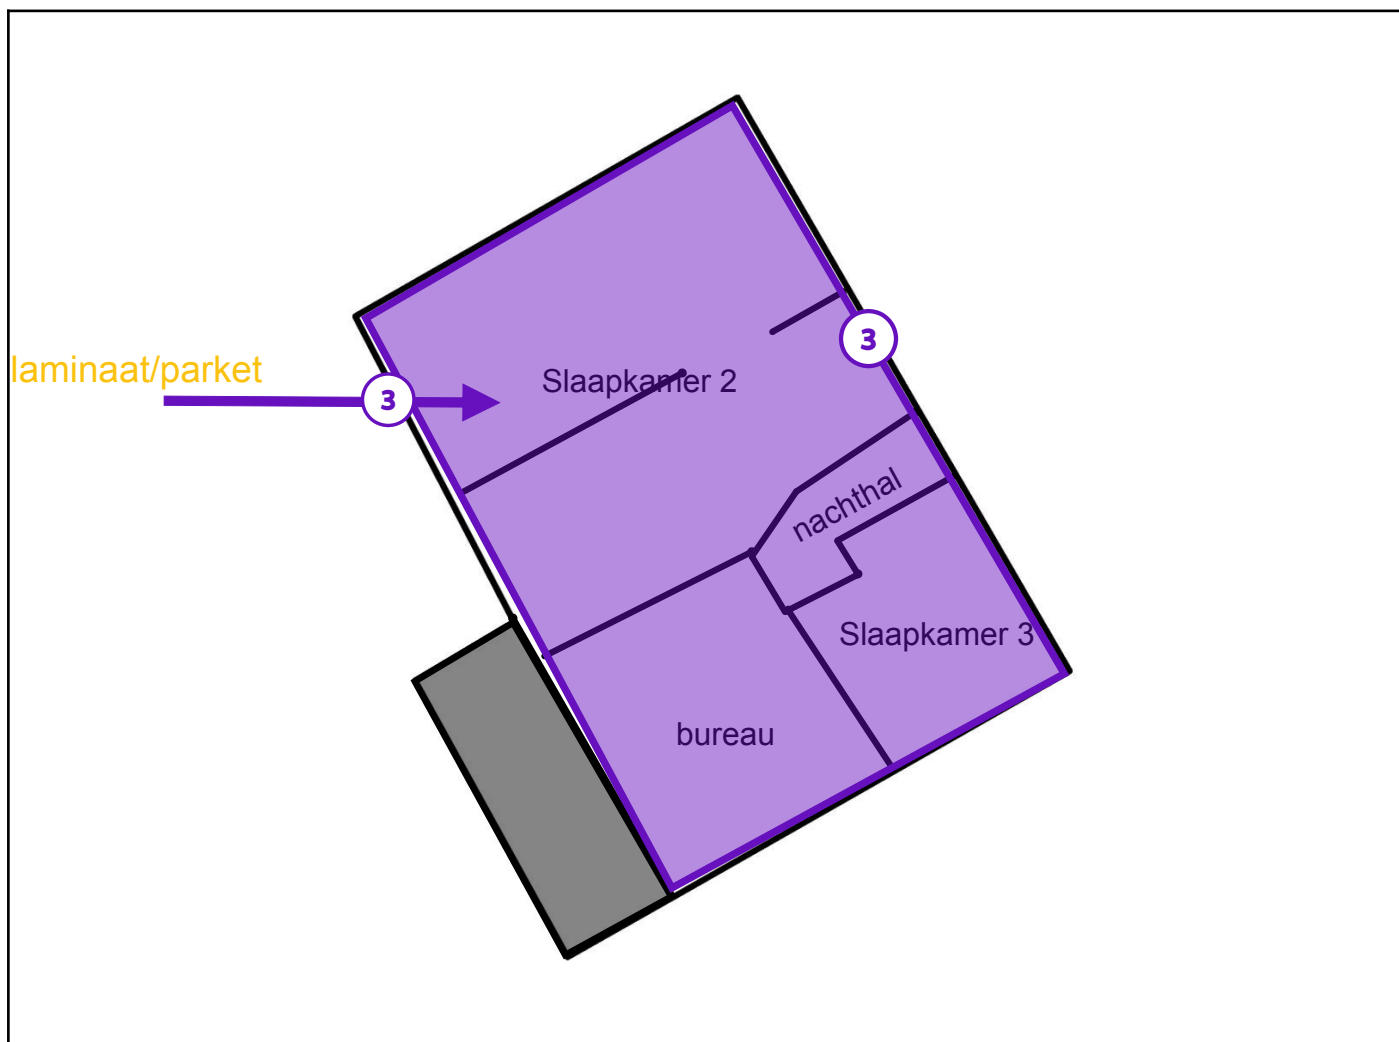 3
laminaat/parket
Slaapkamer 2
3
nachthal
Slaapkamer 3
bureau